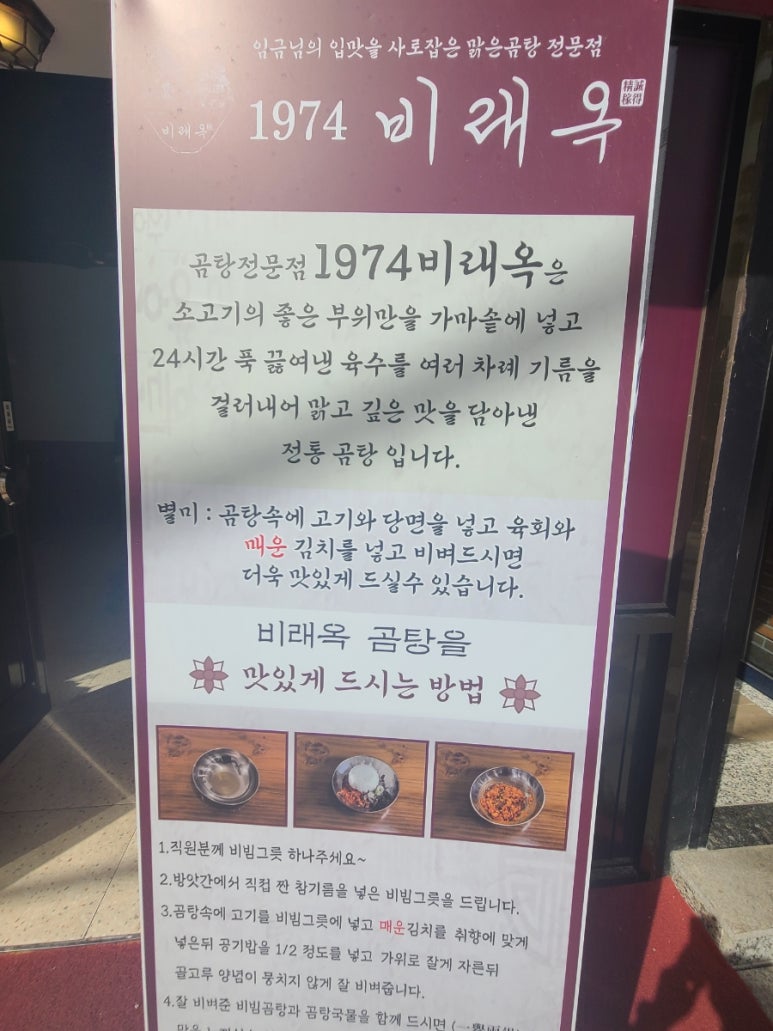 임금님의 입맛을 사로잡은 맑은곰탕 전문점
비래옥
1974 비래옥
곰탕전문점 1974비래옥은
소고기의 좋은 부위만을 가마솥에 넣고
24시간 푹 끓여낸 육수를 여러 차례 기름을
걸러내어 맑고 깊은 맛을 담아낸
전통 곰탕 입니다.
별미 : 곰탕속에 고기와 당면을 넣고 육회와
매운 김치를 넣고 비벼드시면
더욱 맛있게 드실수 있습니다.
비래옥 곰탕을
맛있게 드시는 방법
1.직원분께 비빔그릇 하나주세요~
2.방앗간에서 직접 짠 참기름을 넣은 비빔그릇을 드립니다.
3.곰탕속에 고기를 비빔그릇에 넣고 매운김치를 취향에 맞게
넣은뒤 공기밥을 1/2 정도를 넣고 가위로 잘게 자른뒤
골고루 양념이 뭉치지 않게 잘 비벼줍니다.
4.잘 비벼준 비빔곰탕과 곰탕국물을 함께 드시면